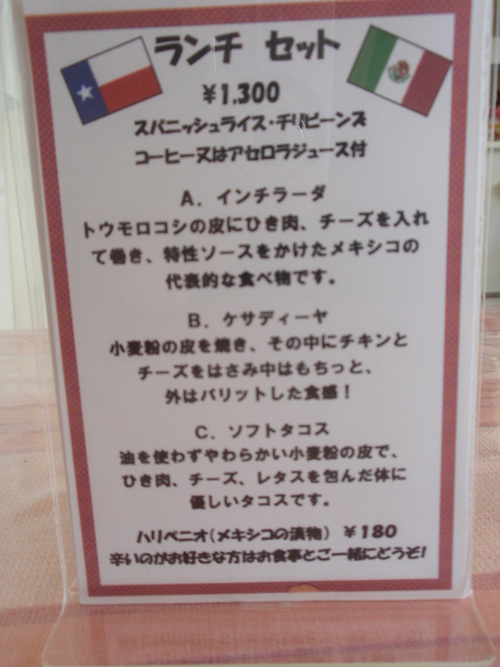 ランチ セット
￥1,300
スパニッシュライス・チリビーンズ
コーヒー又はアセロラジュース付
A．インチラーダ
トウモロコシの皮にひき肉、チーズを入れ
て巻き、特性ソースをかけたメキシコの
代表的な食べ物です。
B．ケサディーヤ
小麦粉の皮を焼き、その中にチキンと
チーズをはさみ中はもちっと、
外はパリットした食感！
C．ソフトタコス
油を使わずやわらかい小麦粉の皮で、
ひき肉、チーズ、レタスを包んだ体に
優しいタコスです。
ハリペニオ（メキシコの漬物） ￥180
辛いのがお好きな方はお食事とご一緒にどうぞ！